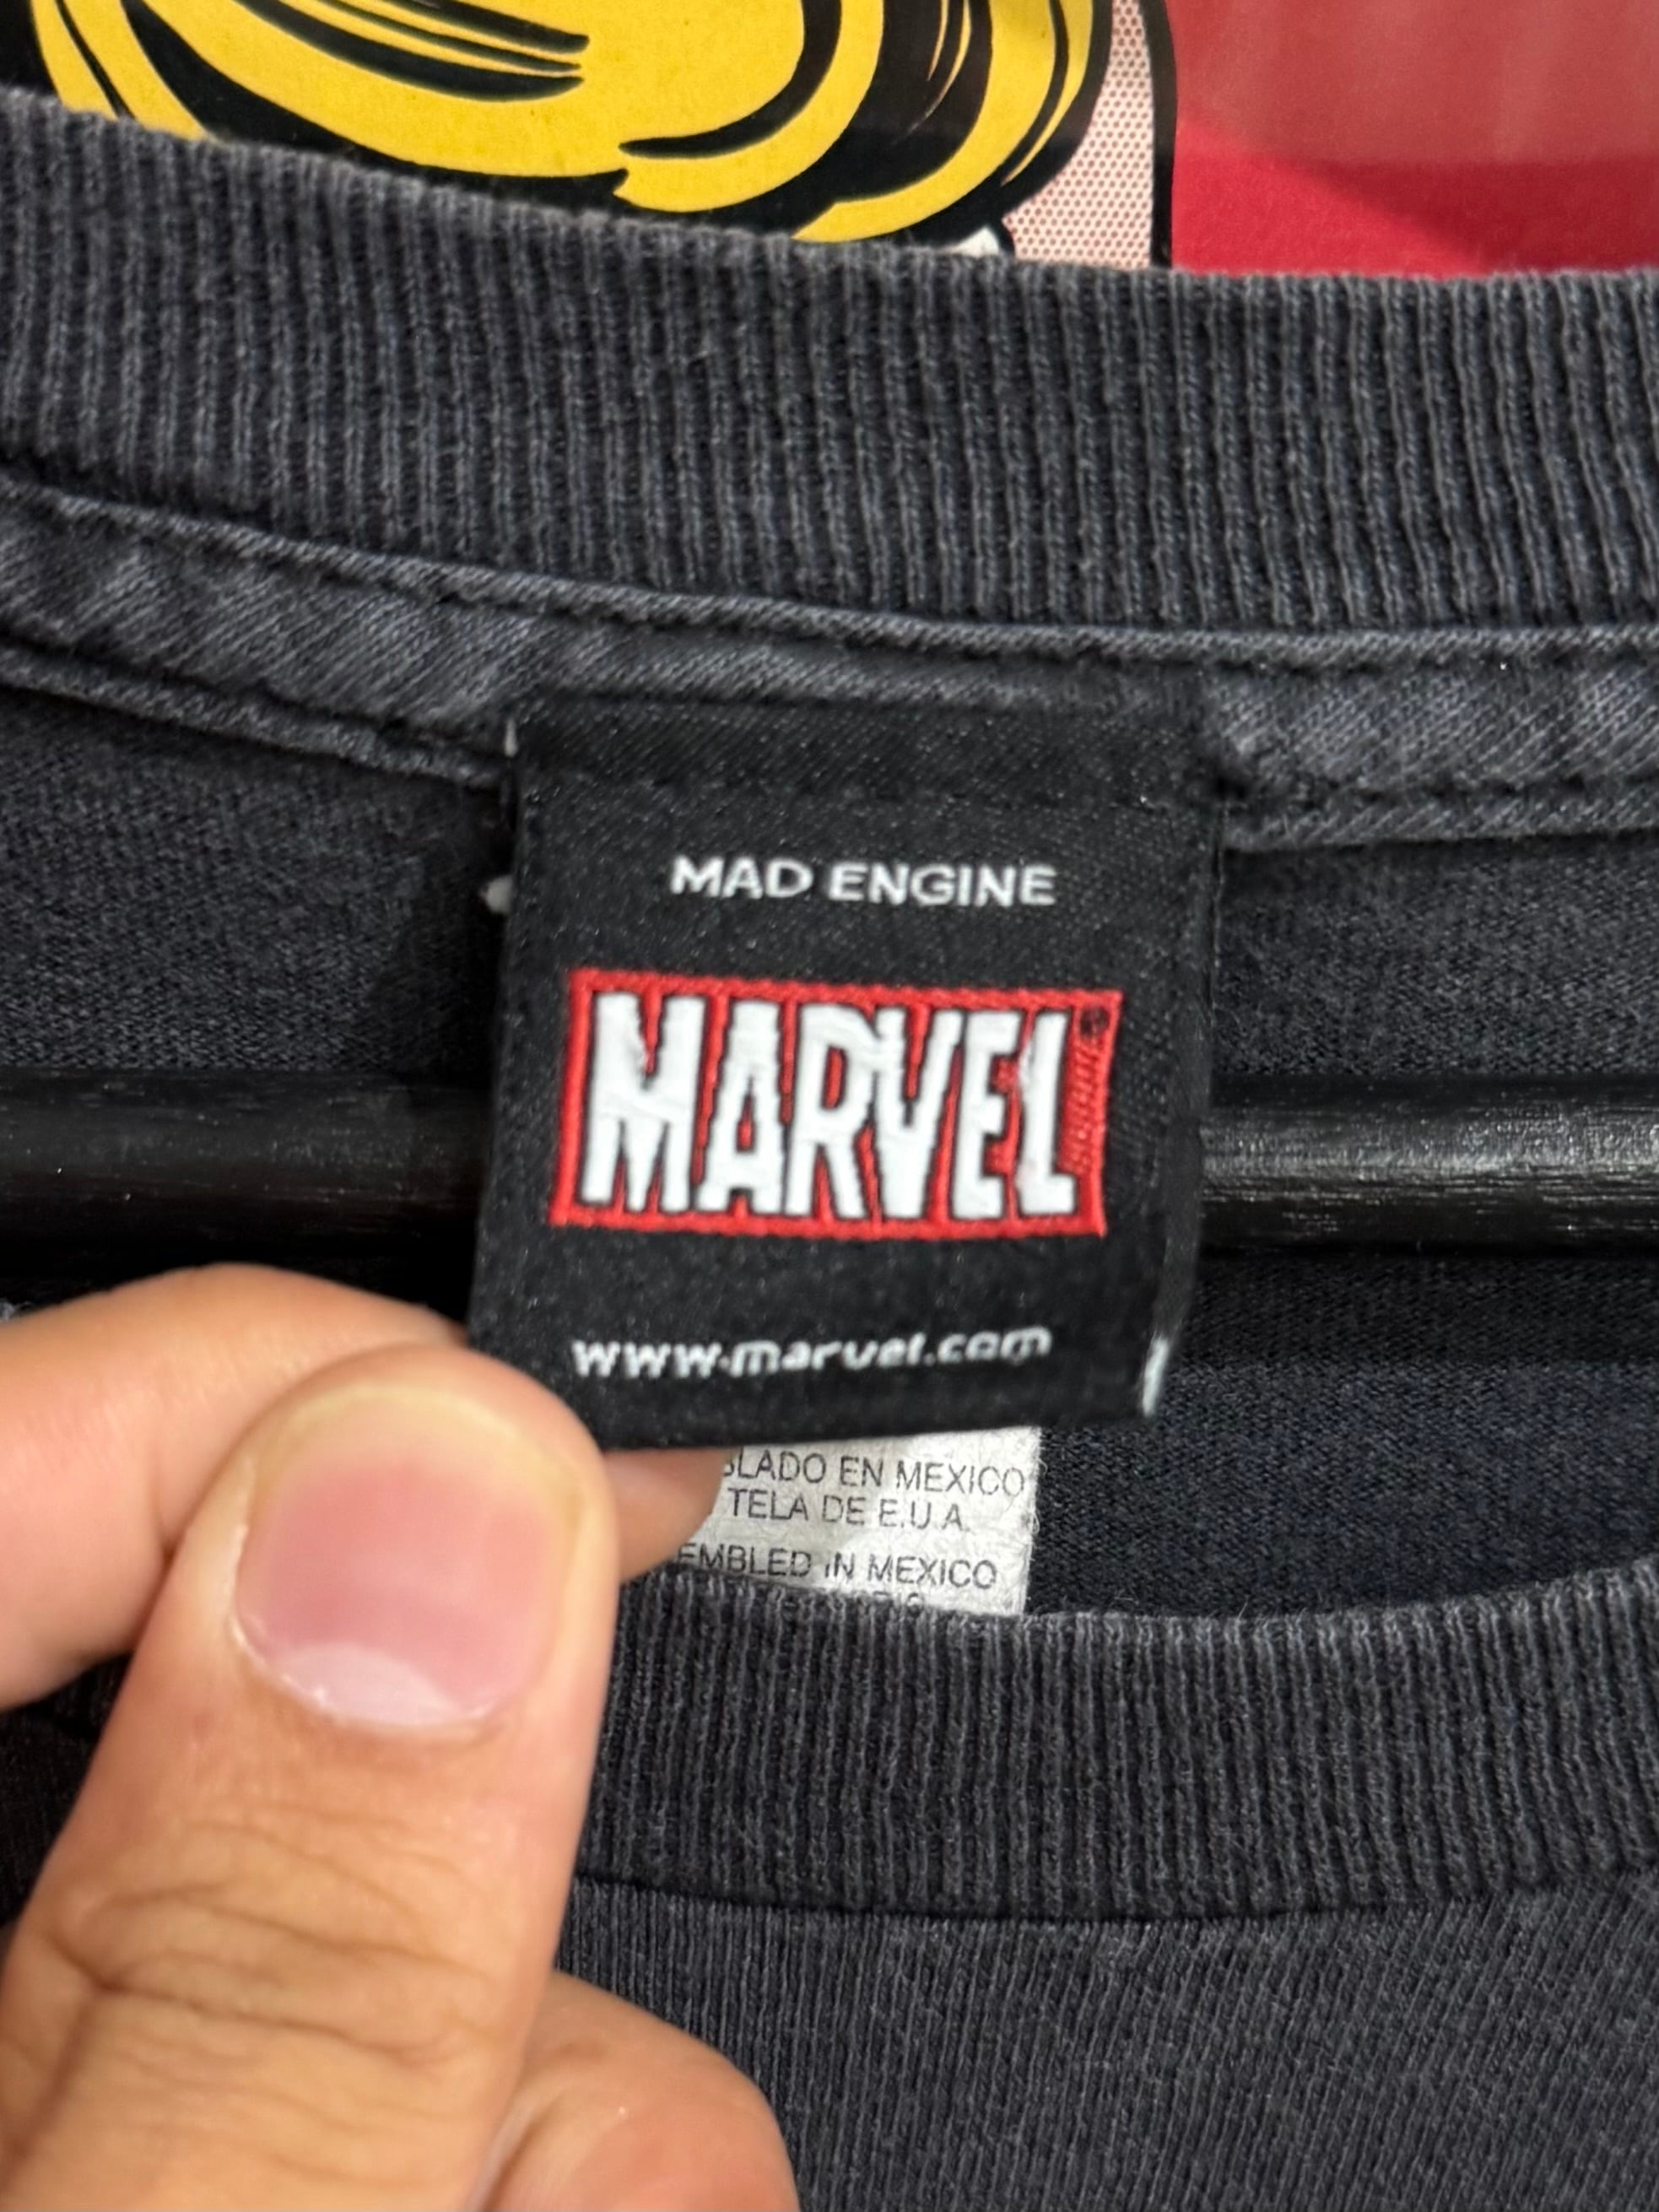 MAD ENGINE
MARVEL®
www.marvel.com
BLADO EN MEXICO
TELA DE E.U.A.
EMBLED IN MEXICO